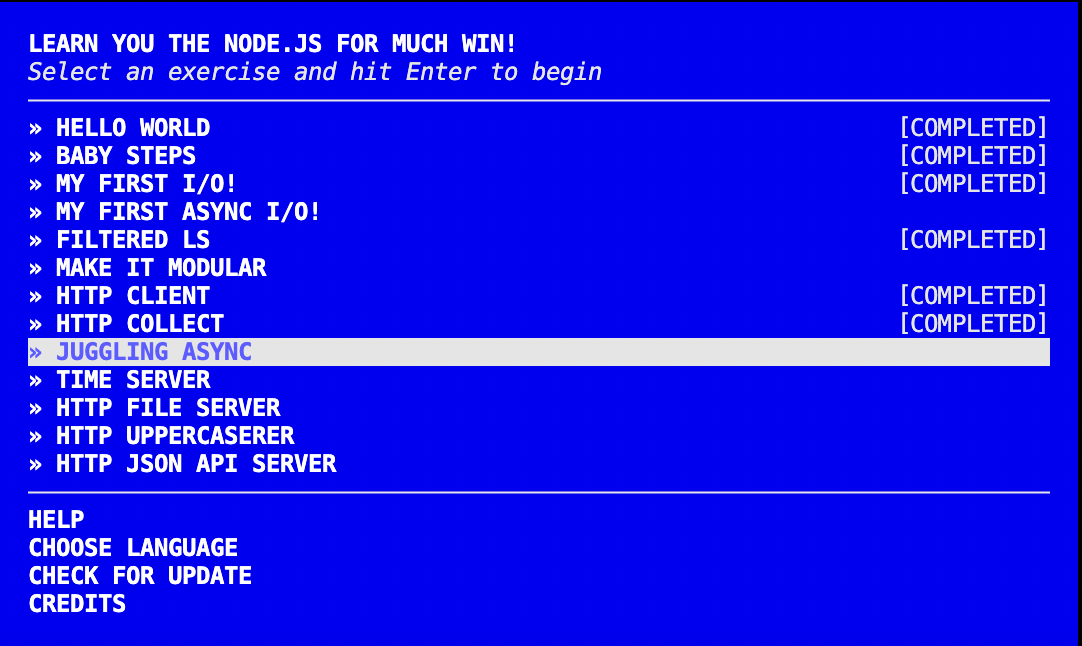 LEARN YOU THE NODE.JS FOR MUCH WIN!
Select an exercise and hit Enter to begin
» HELLO WORLD [COMPLETED]
» BABY STEPS [COMPLETED]
» MY FIRST I/O! [COMPLETED]
» MY FIRST ASYNC I/O!
» FILTERED LS [COMPLETED]
» MAKE IT MODULAR
» HTTP CLIENT [COMPLETED]
» HTTP COLLECT [COMPLETED]
» JUGGLING ASYNC
» TIME SERVER
» HTTP FILE SERVER
» HTTP UPPERCASERER
» HTTP JSON API SERVER
HELP
CHOOSE LANGUAGE
CHECK FOR UPDATE
CREDITS